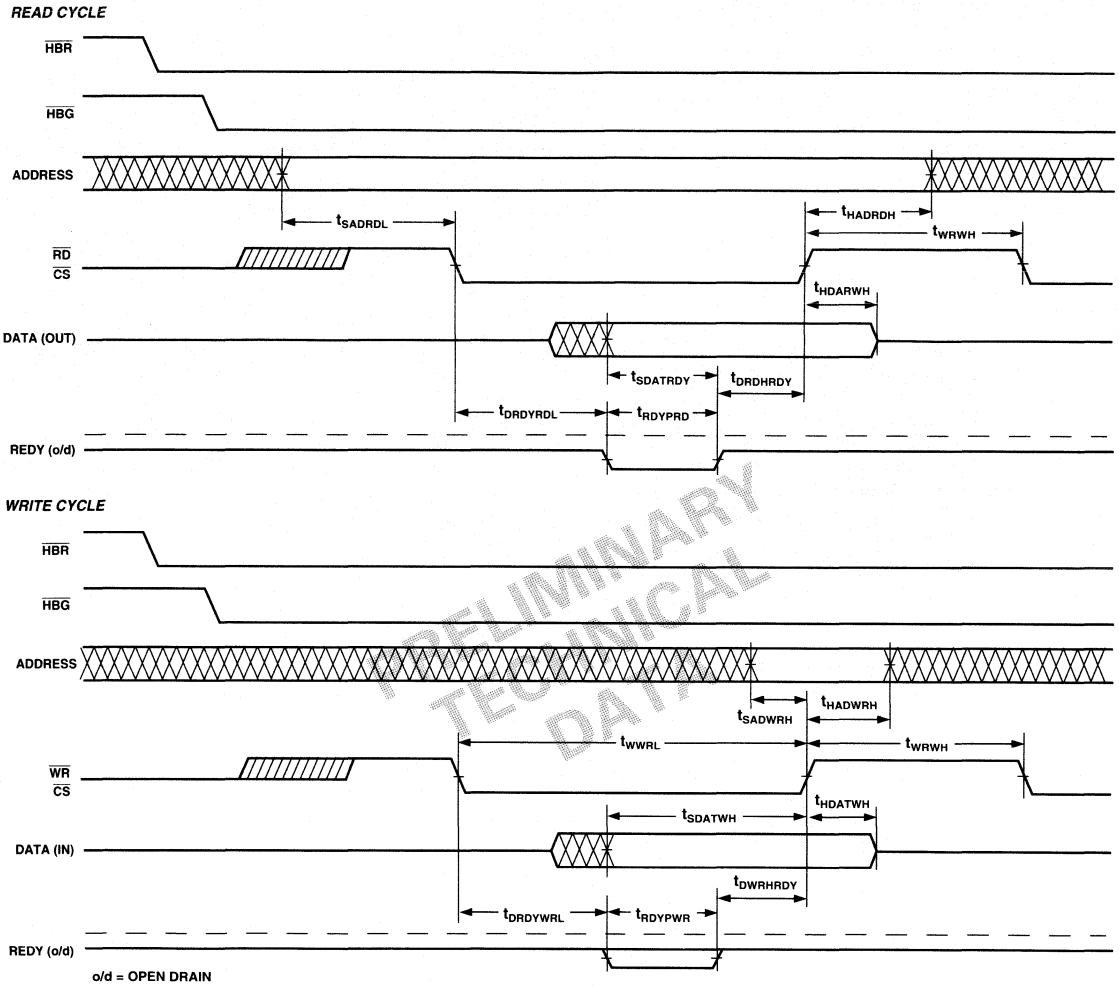 READ CYCLE
HBR
HBG
ADDRESS
tSADRDL
tHADRDH
tWRWH
RD
CS
tHDARWH
DATA (OUT)
tSDATRDY
tDRDHRDY
tDRDYRDL
tRDYPRD
REDY (o/d)
WRITE CYCLE
HBR
HBG
PRELIMINARY
TECHNICAL
DATA
ADDRESS
tSADWRH
tHADWRH
tWWRL
tWRWH
WR
CS
tSDATWH
tHDATWH
DATA (IN)
tDWRHRDY
tDRDYWRL
tRDYPWR
REDY (o/d)
o/d = OPEN DRAIN